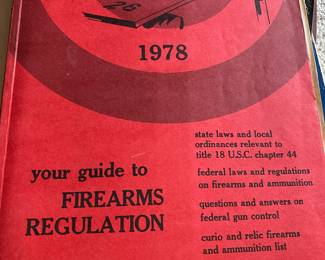 26
1978
state laws and local
ordinances relevant to
title 18 U.S.C. chapter 44
your guide to
FIREARMS
REGULATION
federal laws and regulations
on firearms and ammunition
questions and answers on
federal gun control
curio and relic firearms
and ammunition list